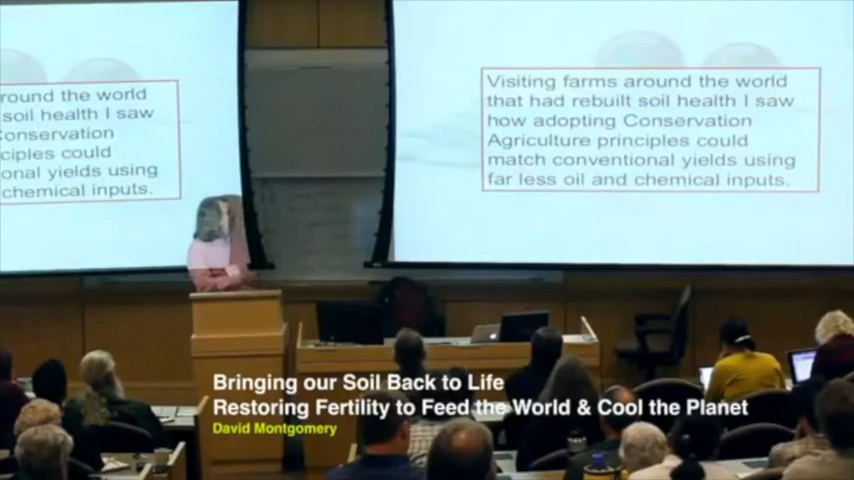 round the world
soil health I saw
Conservation
ciples could
onal yields using
chemical inputs.
Visiting farms around the world
that had rebuilt soil health I saw
how adopting Conservation
Agriculture principles could
match conventional yields using
far less oil and chemical inputs.
Bringing our Soil Back to Life
Restoring Fertility to Feed the World & Cool the Planet
David Montgomery